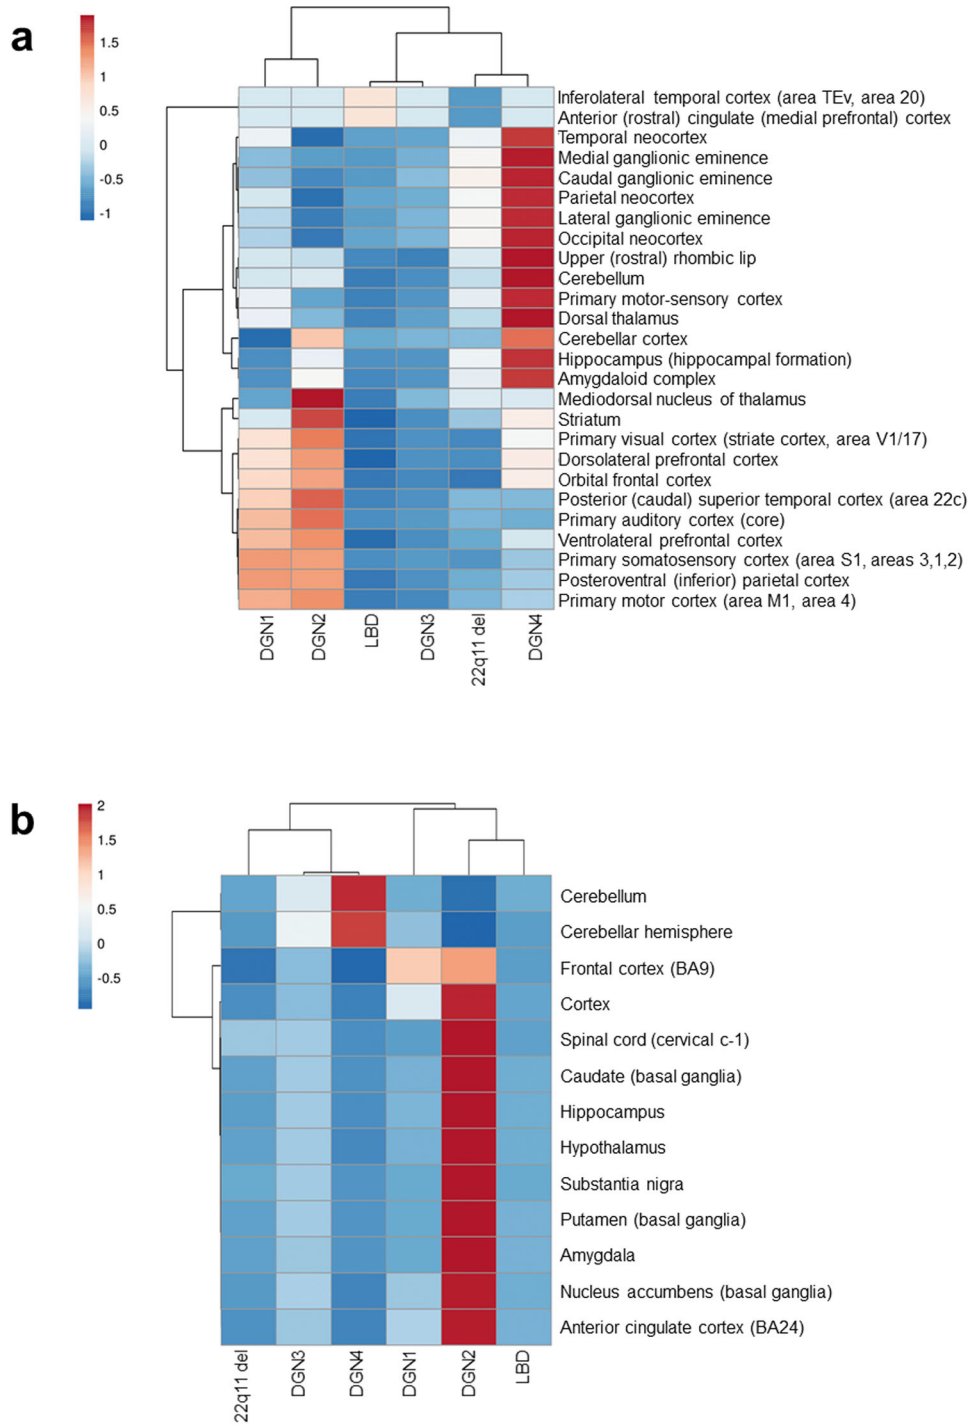 a
1.5
1
0.5
0
-0.5
-1
Inferolateral temporal cortex (area TEv, area 20)
Anterior (rostral) cingulate (medial prefrontal) cortex
Temporal neocortex
Medial ganglionic eminence
Caudal ganglionic eminence
Parietal neocortex
Lateral ganglionic eminence
Occipital neocortex
Upper (rostral) rhombic lip
Cerebellum
Primary motor-sensory cortex
Dorsal thalamus
Cerebellar cortex
Hippocampus (hippocampal formation)
Amygdaloid complex
Mediodorsal nucleus of thalamus
Striatum
Primary visual cortex (striate cortex, area V1/17)
Dorsolateral prefrontal cortex
Orbital frontal cortex
Posterior (caudal) superior temporal cortex (area 22c)
Primary auditory cortex (core)
Ventrolateral prefrontal cortex
Primary somatosensory cortex (area S1, areas 3,1,2)
Posteroventral (inferior) parietal cortex
Primary motor cortex (area M1, area 4)
DGN1
DGN2
LBD
DGN3
22q11 del
DGN4
b
2
1.5
1
0.5
0
-0.5
Cerebellum
Cerebellar hemisphere
Frontal cortex (BA9)
Cortex
Spinal cord (cervical c-1)
Caudate (basal ganglia)
Hippocampus
Hypothalamus
Substantia nigra
Putamen (basal ganglia)
Amygdala
Nucleus accumbens (basal ganglia)
Anterior cingulate cortex (BA24)
22q11 del
DGN3
DGN4
DGN1
DGN2
LBD